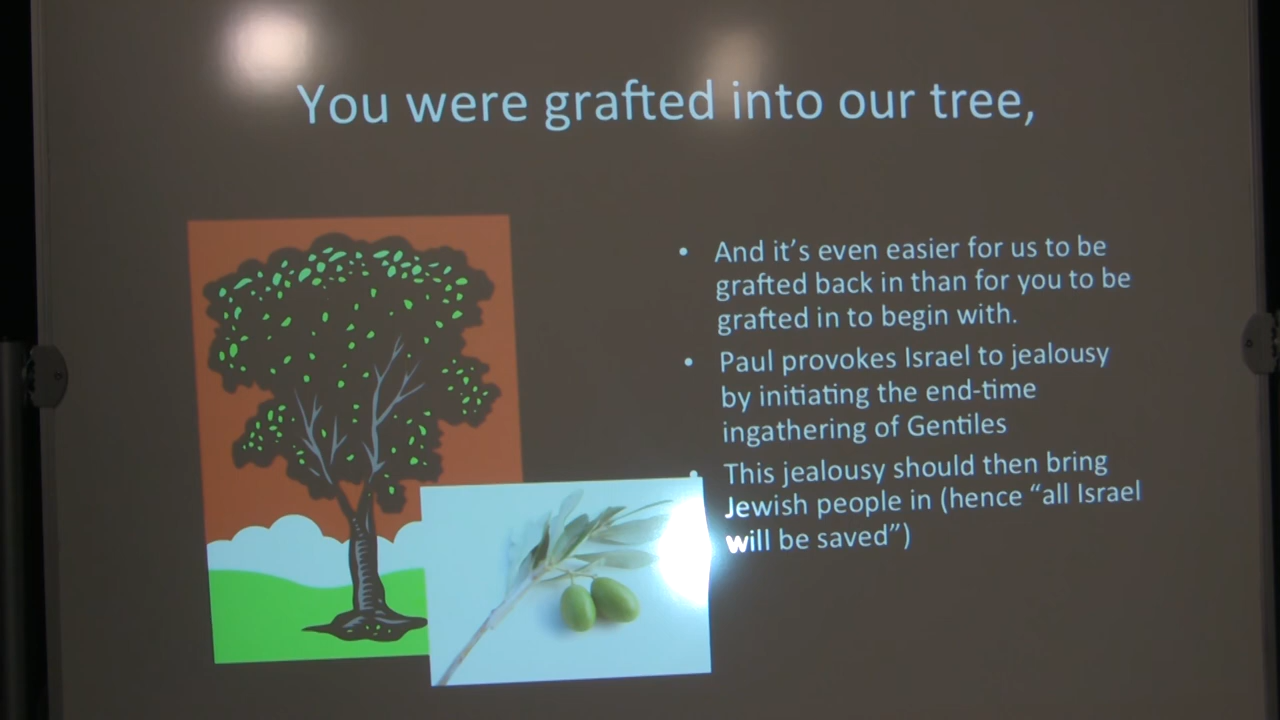 You were grafted into our tree,
• And it’s even easier for us to be
grafted back in than for you to be
grafted in to begin with.
• Paul provokes Israel to jealousy
by initiating the end-time
ingathering of Gentiles
• This jealousy should then bring
Jewish people in (hence “all Israel
will be saved”)